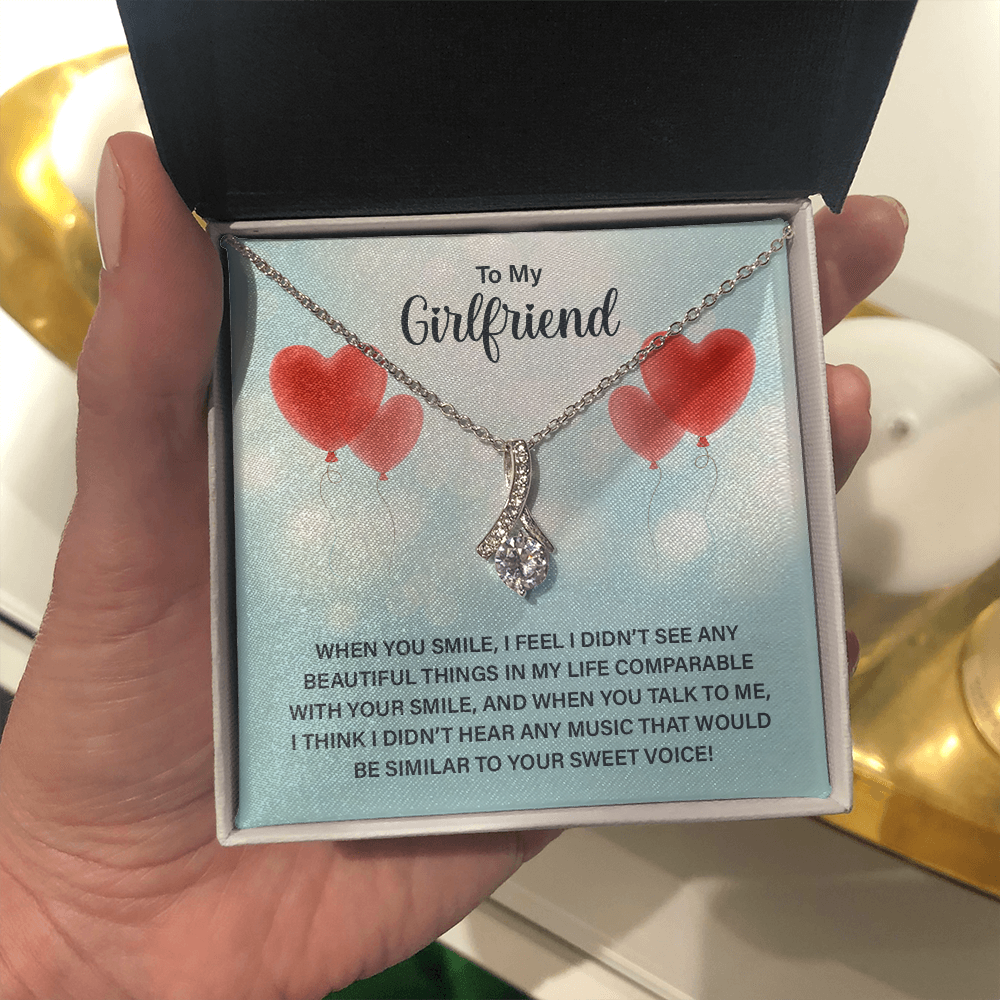 To My
Girlfriend
WHEN YOU SMILE, I FEEL I DIDN'T SEE ANY
BEAUTIFUL THINGS IN MY LIFE COMPARABLE
WITH YOUR SMILE, AND WHEN YOU TALK TO ME,
I THINK I DIDN'T HEAR ANY MUSIC THAT WOULD
BE SIMILAR TO YOUR SWEET VOICE!